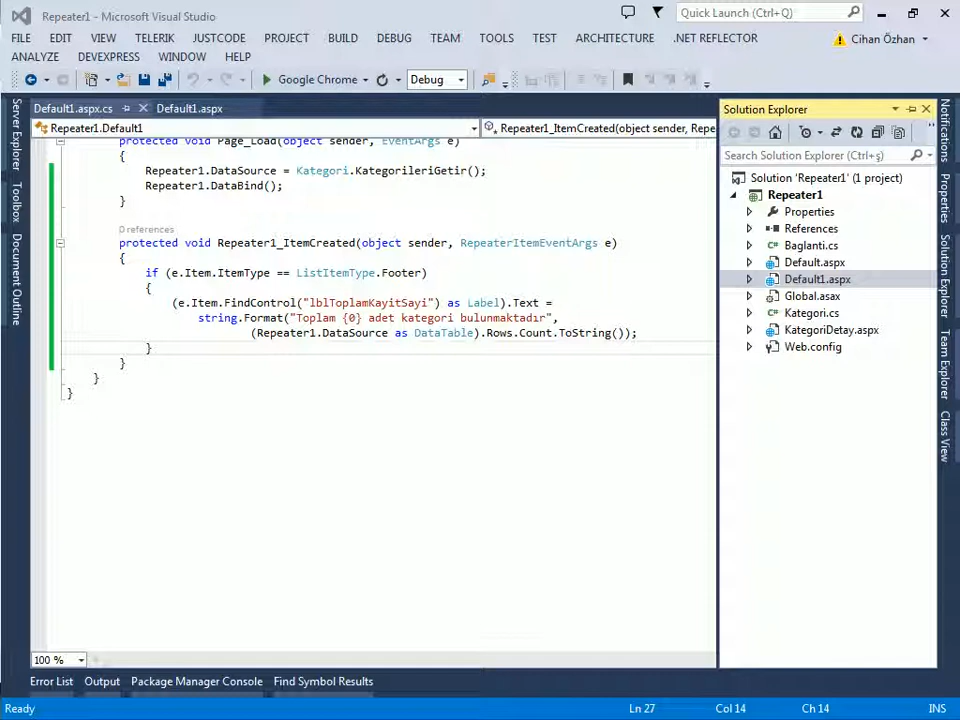 Repeater1 - Microsoft Visual Studio
Quick Launch (Ctrl+Q)
FILE EDIT VIEW TELERIK JUSTCODE PROJECT BUILD DEBUG TEAM TOOLS TEST ARCHITECTURE .NET REFLECTOR
Cihan Özhan
ANALYZE DEVEXPRESS WINDOW HELP
Google Chrome
Debug
Server Explorer
Toolbox
Document Outline
Default1.aspx.cs
Default1.aspx
Repeater1.Default1
Repeater1_ItemCreated(object sender, Repe
protected void Page_Load(object sender, EventArgs e)
{
Repeater1.DataSource = Kategori.KategorileriGetir();
Repeater1.DataBind();
}
0 references
protected void Repeater1_ItemCreated(object sender, RepeaterItemEventArgs e)
{
if (e.Item.ItemType == ListItemType.Footer)
{
(e.Item.FindControl("lblToplamKayitSayi") as Label).Text =
string.Format("Toplam {0} adet kategori bulunmaktadır",
(Repeater1.DataSource as DataTable).Rows.Count.ToString());
}
}
}
}
100 %
Solution Explorer
Search Solution Explorer (Ctrl+ş)
Solution 'Repeater1' (1 project)
Repeater1
Properties
References
Baglanti.cs
Default.aspx
Default1.aspx
Global.asax
Kategori.cs
KategoriDetay.aspx
Web.config
Notifications
Properties
Solution Explorer
Team Explorer
Class View
Error List Output Package Manager Console Find Symbol Results
Ready
Ln 27 Col 14 Ch 14 INS